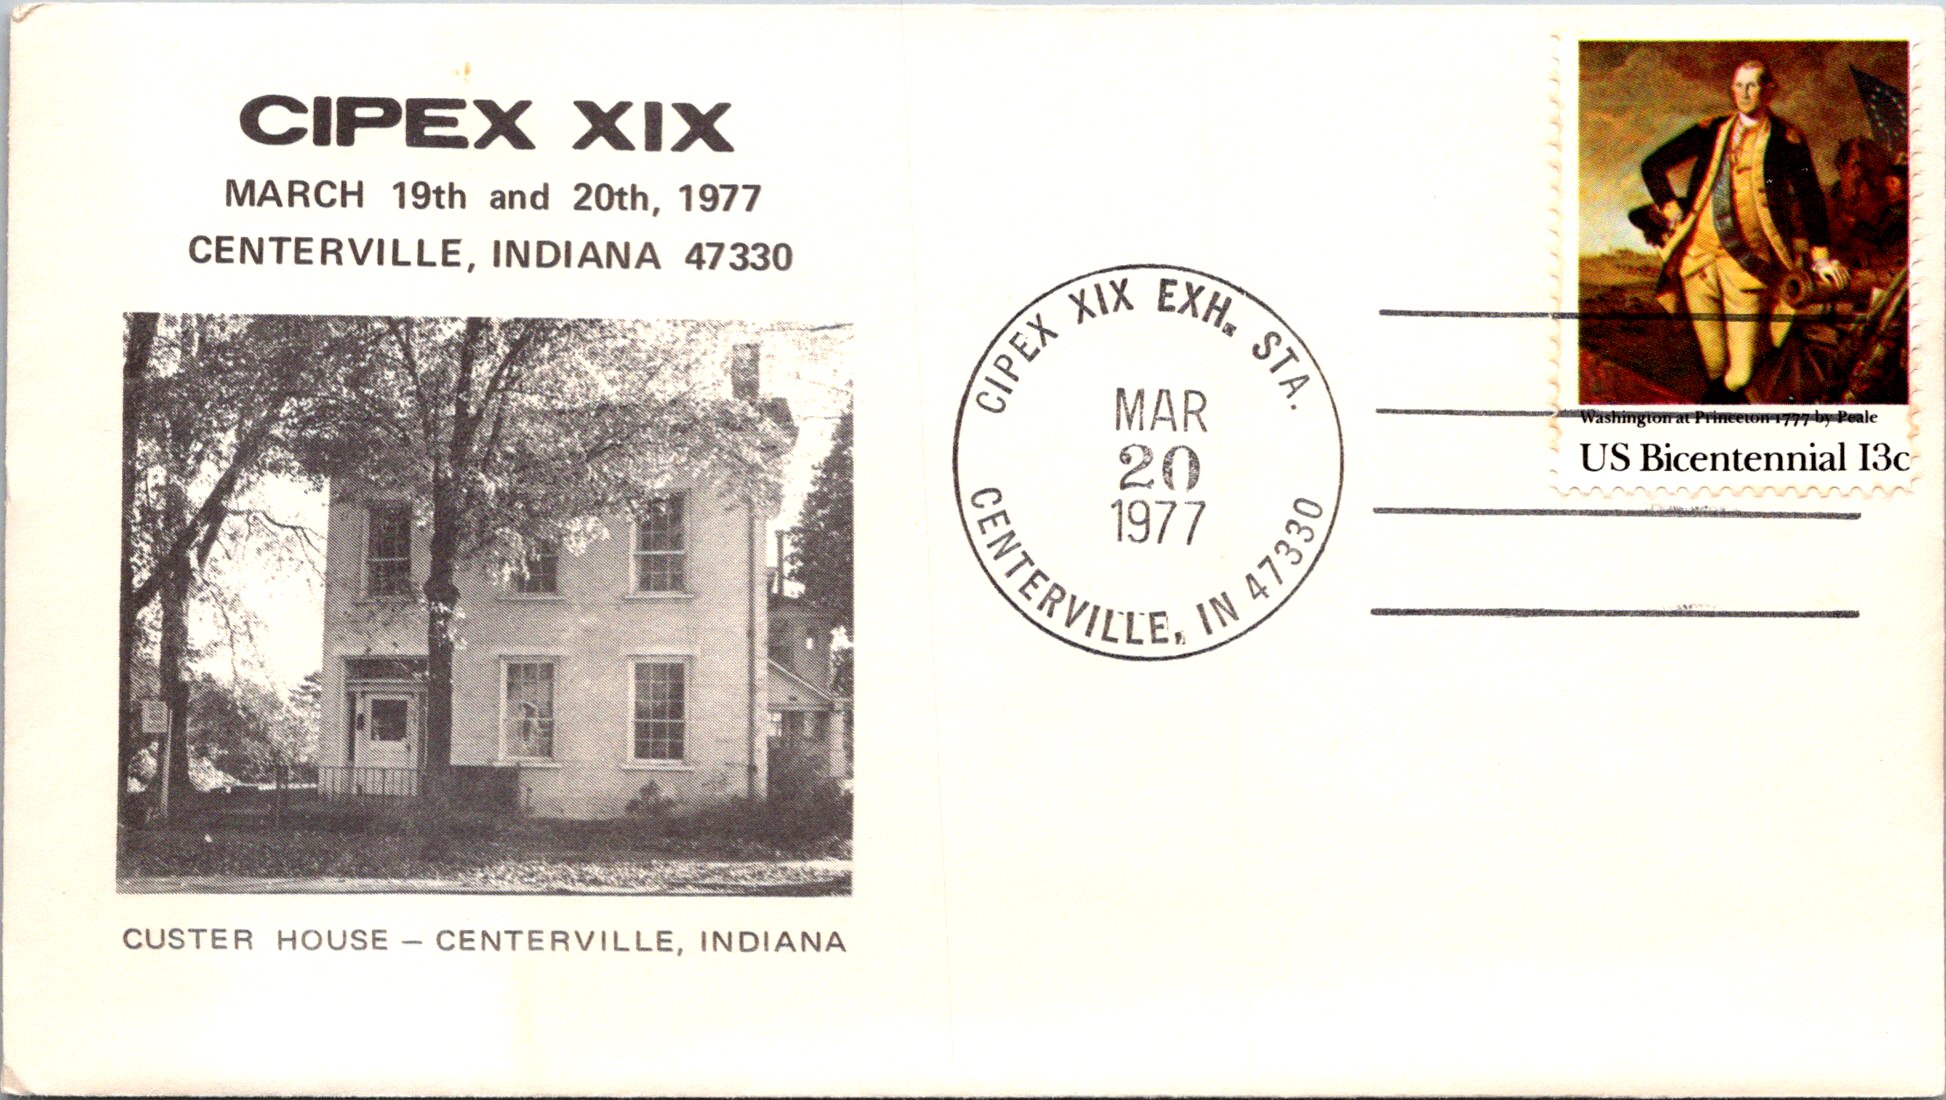 CIPEX XIX
MARCH 19th and 20th, 1977
CENTERVILLE, INDIANA 47330
CUSTER HOUSE – CENTERVILLE, INDIANA
CIPEX XIX EXH. STA.
MAR
20
1977
CENTERVILLE, IN 47330
Washington at Princeton 1777 by Peale
US Bicentennial 13c